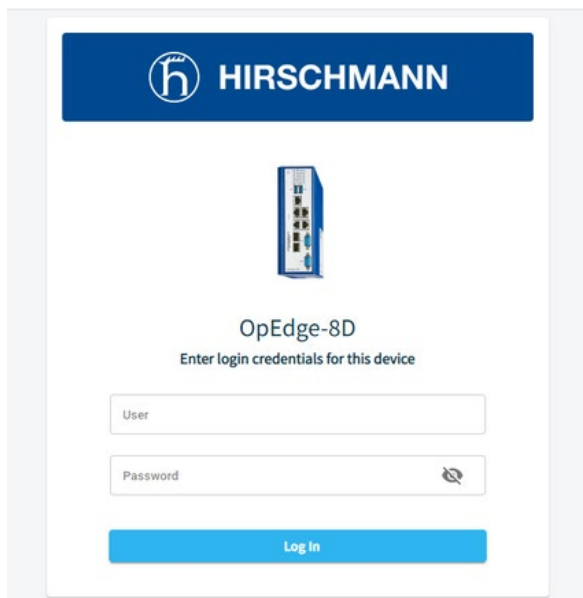 HIRSCHMANN
OpEdge-8D
Enter login credentials for this device
User
Password
Log In